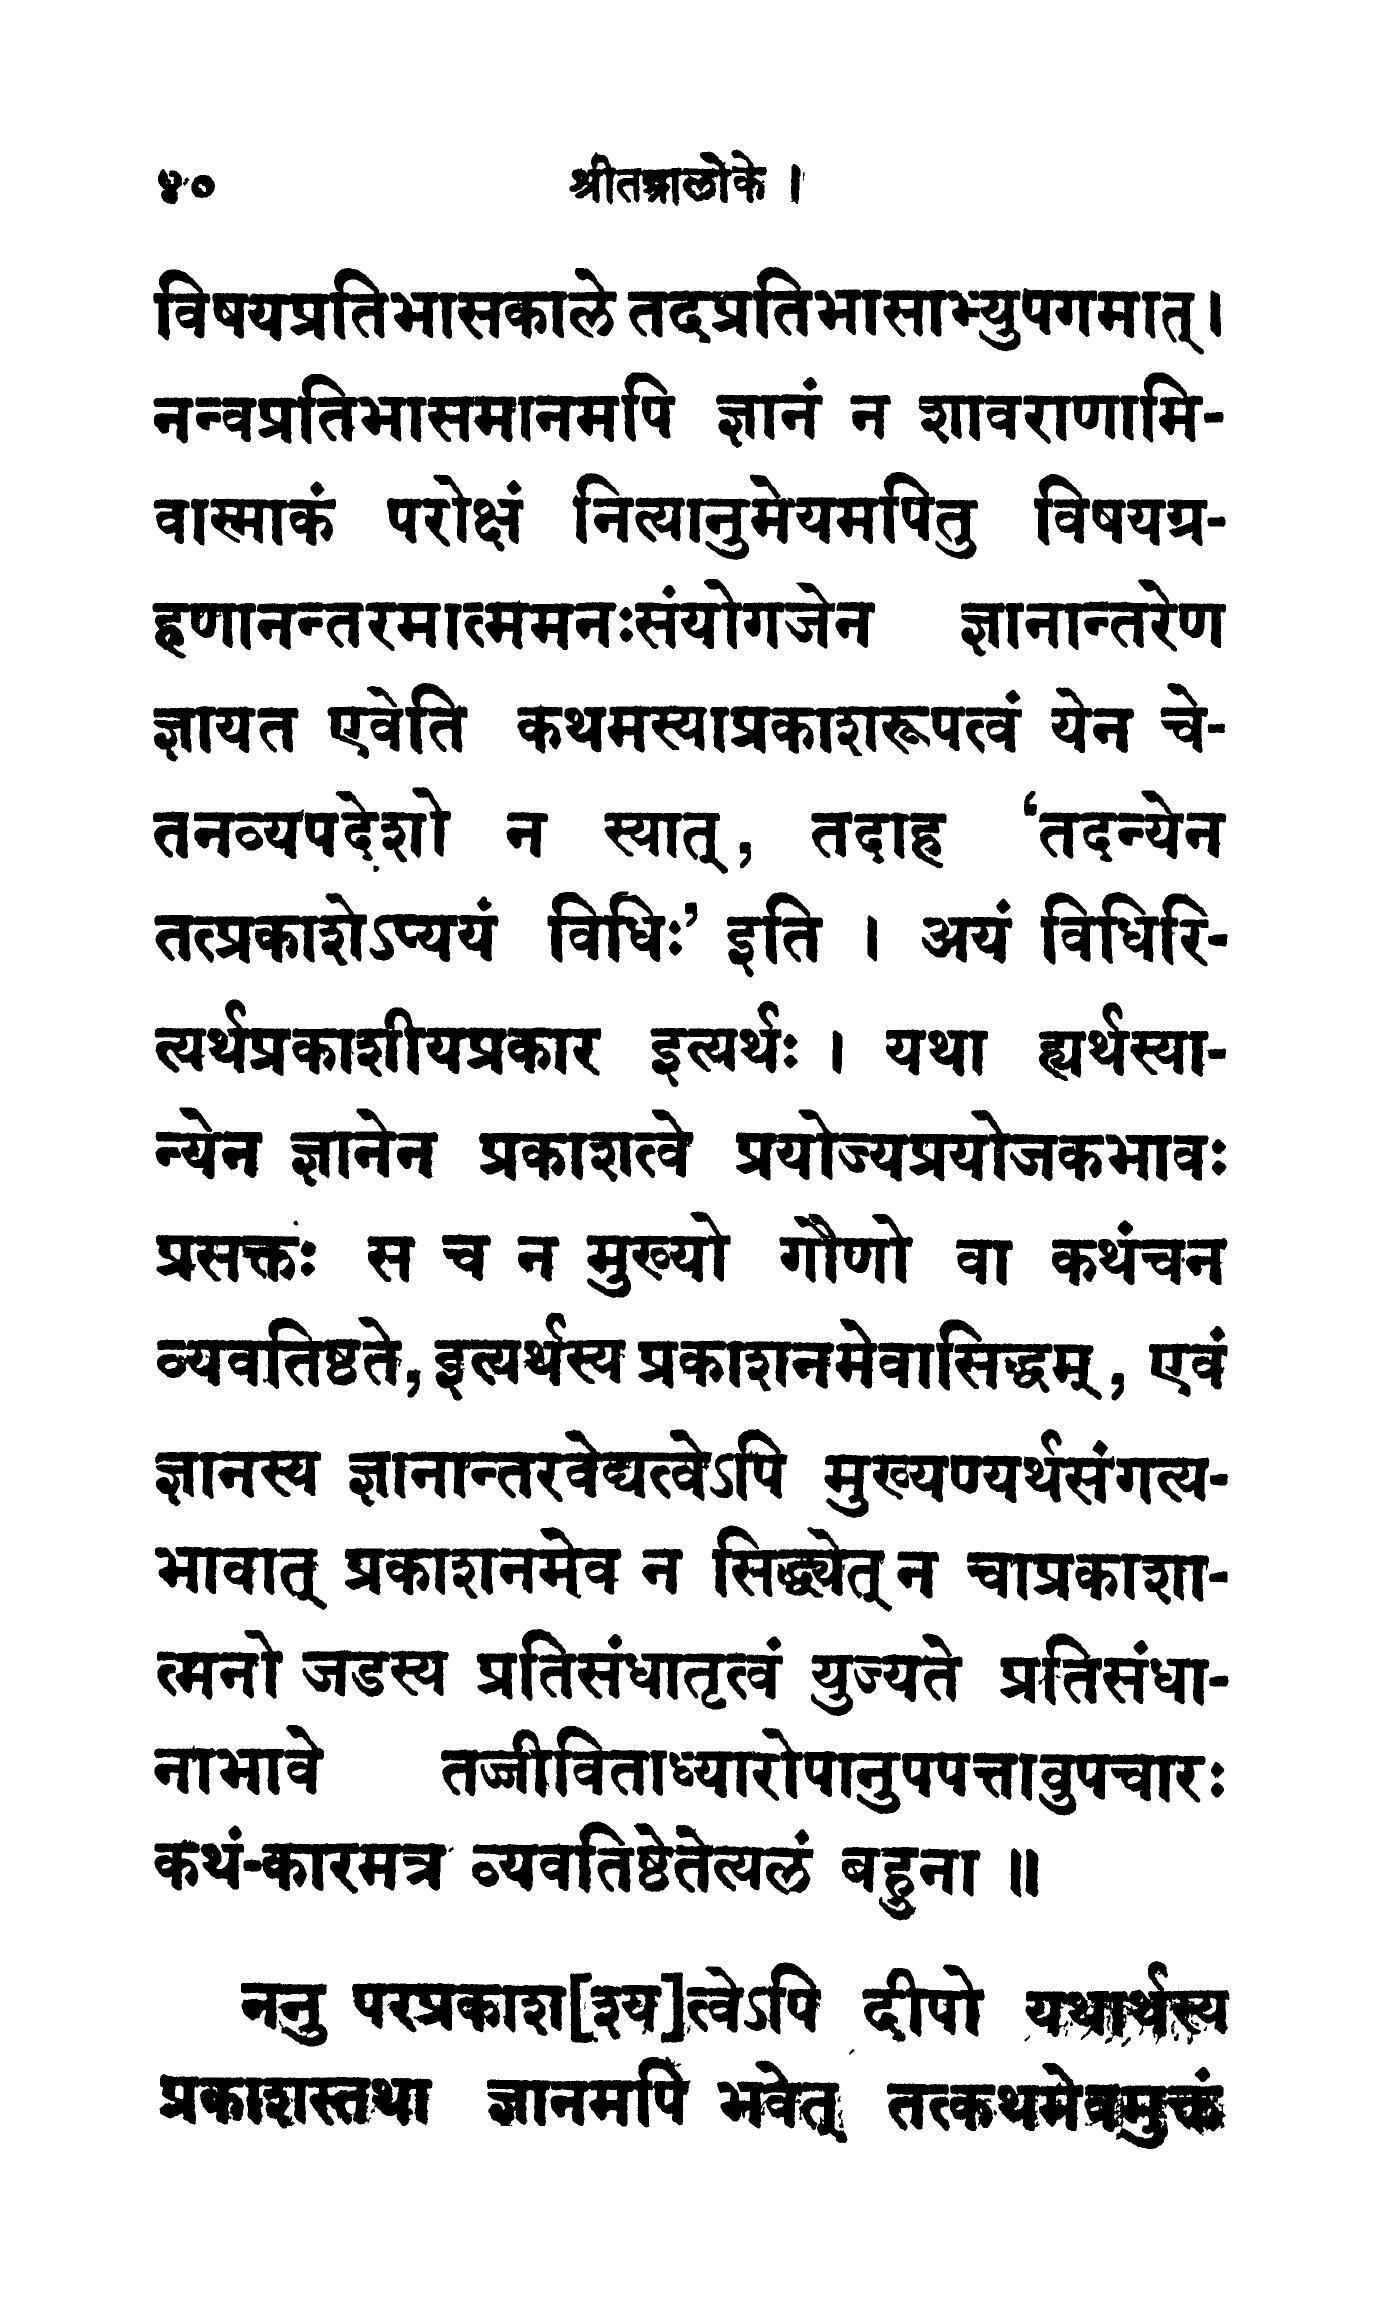 ४० श्रीतन्त्रालोके ।
विषयप्रतिभासकाले तदप्रतिभासाभ्युपगमात् ।
नन्वप्रतिभासमानमपि ज्ञानं न शावराणामि-
वास्माकं परोक्षं नित्यानुमेयमपितु विषयग्र-
हणानन्तरमात्ममनःसंयोगजेन ज्ञानान्तरेण
ज्ञायत एवेति कथमस्याप्रकाशरूपत्वं येन चे-
तनव्यपदेशो न स्यात्, तदाह ‘तदन्येन
तत्प्रकाशेऽप्ययं विधिः’ इति । अयं विधिरि-
त्यर्थप्रकाशीयप्रकार इत्यर्थः । यथा ह्यर्थस्या-
न्येन ज्ञानेन प्रकाशत्वे प्रयोज्यप्रयोजकभावः
प्रसक्तः स च न मुख्यो गौणो वा कथंचन
व्यवतिष्ठते, इत्यर्थस्य प्रकाशनमेवासिद्धम्, एवं
ज्ञानस्य ज्ञानान्तरवेद्यत्वेऽपि मुख्यण्यर्थसंगत्य-
भावात् प्रकाशनमेव न सिद्ध्येत् न चाप्रकाशा-
त्मनो जडस्य प्रतिसंधातृत्वं युज्यते प्रतिसंधा-
नाभावे तज्जीविताध्यारोपानुपपत्तावुपचारः
कथं-कारमत्र व्यवतिष्ठेतेत्यलं बहुना ॥
ननु परप्रकाश[श्य]त्वेऽपि दीपो यथार्थस्य
प्रकाशस्तथा ज्ञानमपि भवेत् तत्कथमेवमुक्तं